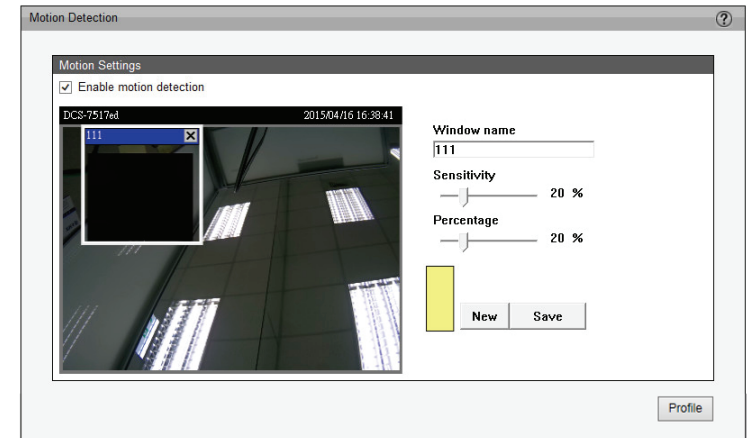 Motion Detection
?
Motion Settings
Enable motion detection
DCS-7517ed 2015/04/16 16:38:41
111
Window name
111
Sensitivity
20 %
Percentage
20 %
New Save
Profile